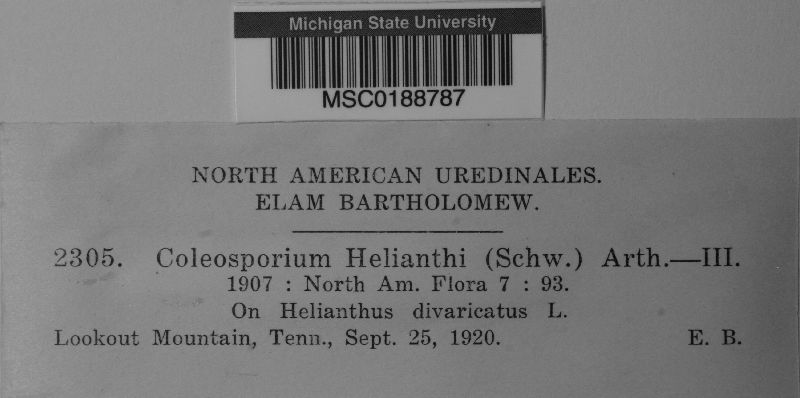 Michigan State University
MSC0188787
NORTH AMERICAN UREDINALES.
ELAM BARTHOLOMEW.
2305. Coleosporium Helianthi (Schw.) Arth.—III.
1907 : North Am. Flora 7 : 93.
On Helianthus divaricatus L.
Lookout Mountain, Tenn., Sept. 25, 1920. E. B.